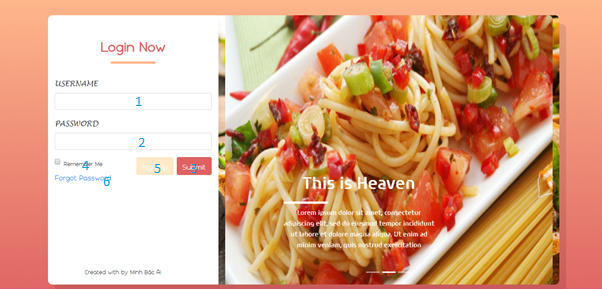 Login Now
USERNAME
1
PASSWORD
2
Remember Me
4
5
Submit
Forgot Password
6
Created with by Minh Bắc Ái
This is Heaven
Lorem ipsum dolor sit amet, consectetur
adipiscing elit, sed do eiusmod tempor incididunt
ut labore et dolore magna aliqua. Ut enim ad
minim veniam, quis nostrud exercitation